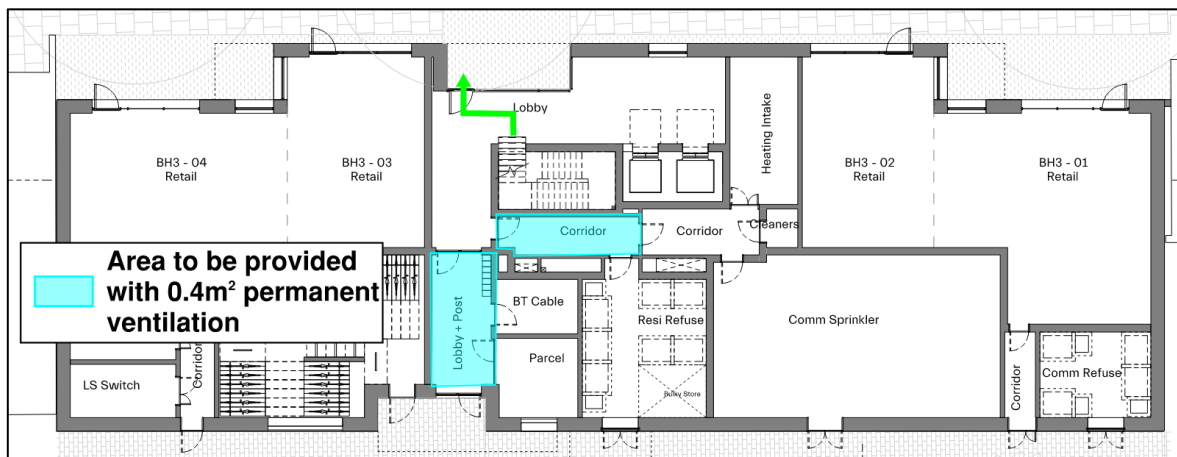 Lobby
Heating Intake
BH3 - 04
Retail
BH3 - 03
Retail
BH3 - 02
Retail
BH3 - 01
Retail
Corridor
Corridor
Cleaners
Area to be provided
with 0.4m² permanent
ventilation
Lobby + Post
BT Cable
Resi Refuse
Comm Sprinkler
Parcel
LS Switch
Corridor
Bulky Store
Corridor
Comm Refuse